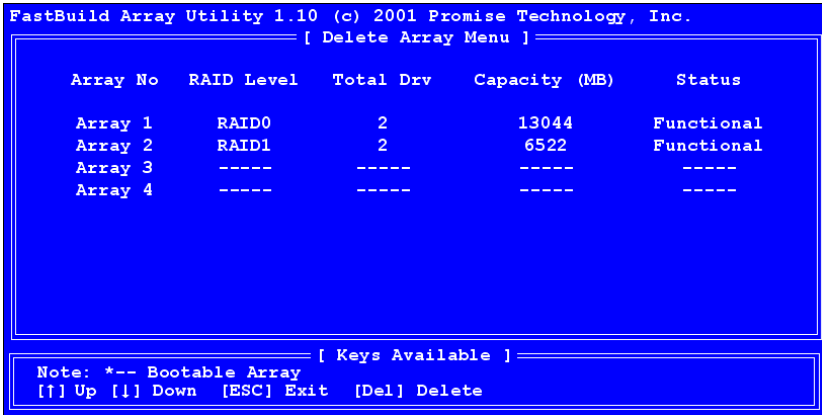 FastBuild Array Utility 1.10 (c) 2001 Promise Technology, Inc.
[ Delete Array Menu ]
Array No RAID Level Total Drv Capacity (MB) Status
Array 1 RAID0 2 13044 Functional
Array 2 RAID1 2 6522 Functional
Array 3 ----- ----- ----- -----
Array 4 ----- ----- ----- -----
[ Keys Available ]
Note: *-- Bootable Array
[↑] Up [↓] Down [ESC] Exit [Del] Delete